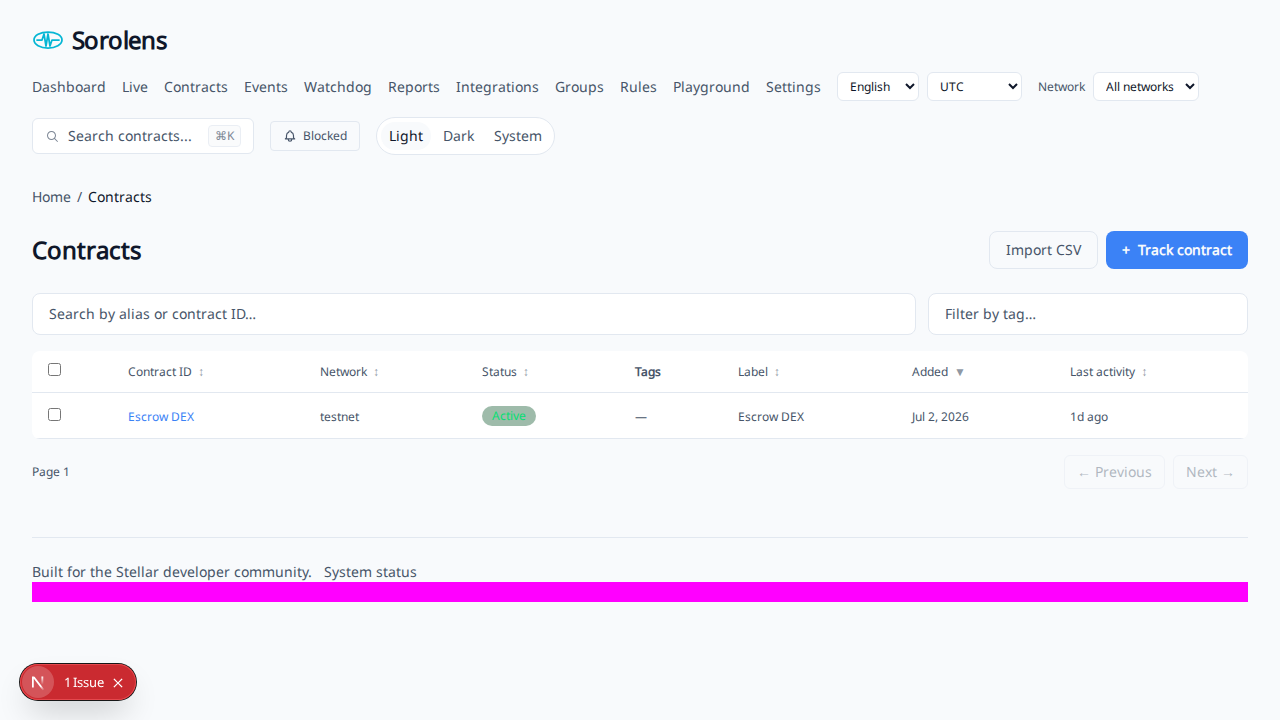 Sorolens
Dashboard Live Contracts Events Watchdog Reports Integrations Groups Rules Playground Settings English UTC Network All networks
Search contracts... ⌘K Blocked Light Dark System
Home / Contracts
Contracts Import CSV + Track contract
Search by alias or contract ID... Filter by tag...
Contract ID ↕ Network ↕ Status ↕ Tags Label ↕ Added ▼ Last activity ↕
Escrow DEX testnet Active — Escrow DEX Jul 2, 2026 1d ago
Page 1 ← Previous Next →
Built for the Stellar developer community. System status
N 1 Issue ×